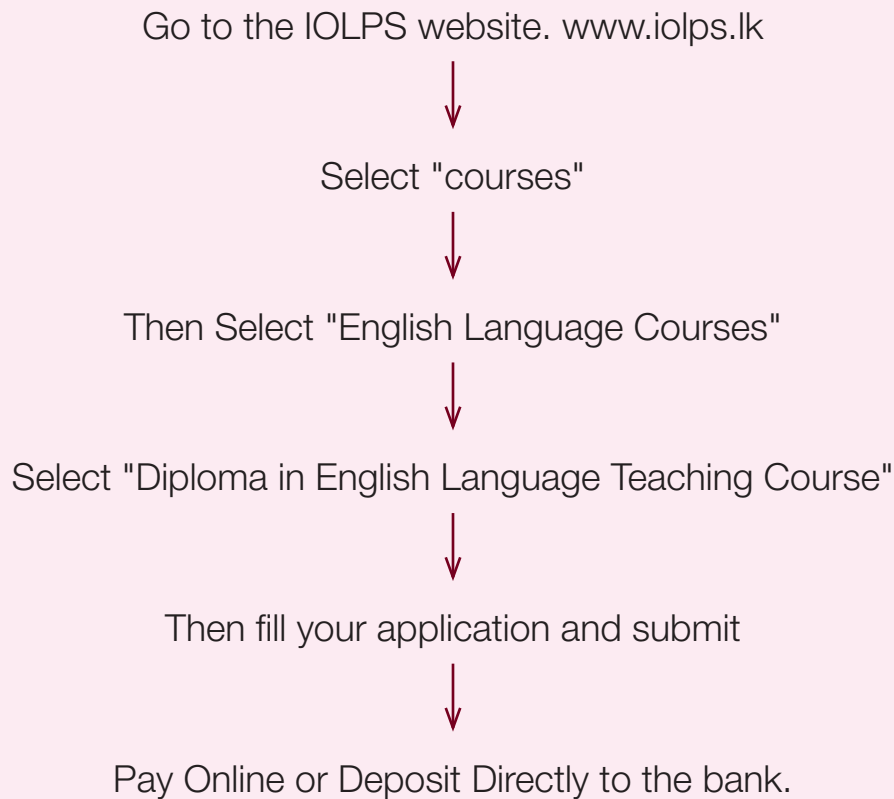 Go to the IOLPS website. www.iolps.lk
Select "courses"
Then Select "English Language Courses"
Select "Diploma in English Language Teaching Course"
Then fill your application and submit
Pay Online or Deposit Directly to the bank.